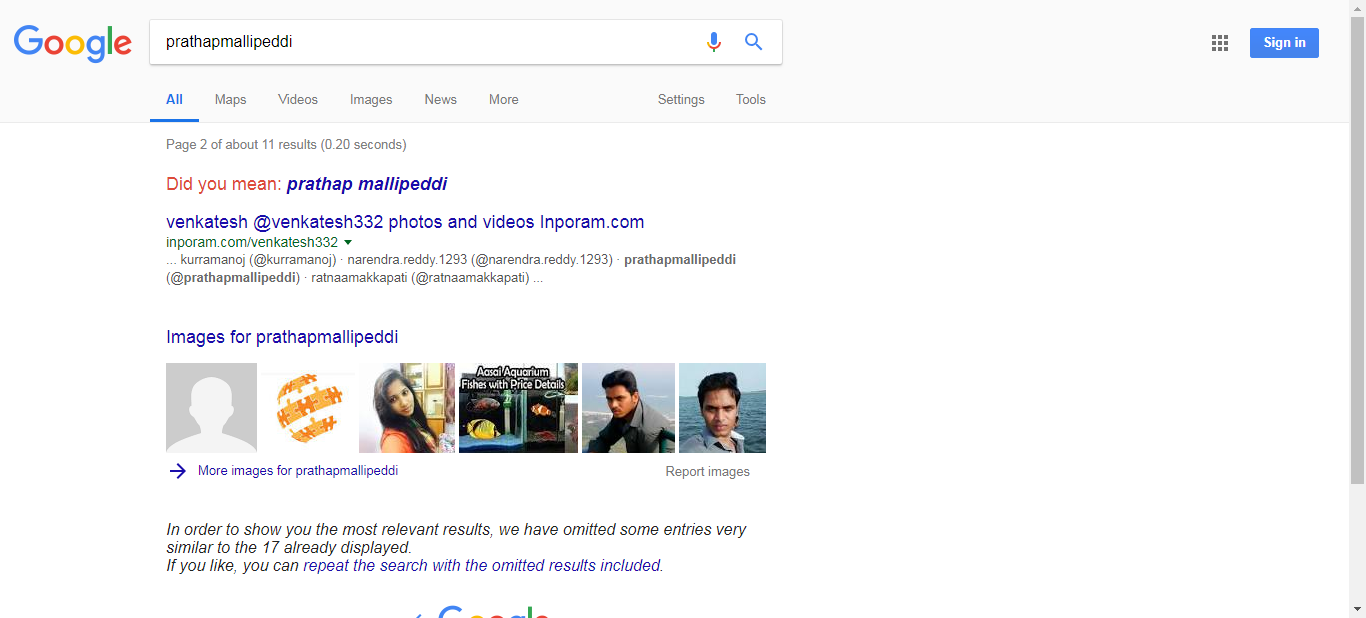 Google
prathapmallipeddi
Sign in
All Maps Videos Images News More Settings Tools
Page 2 of about 11 results (0.20 seconds)
Did you mean: prathap mallipeddi
venkatesh @venkatesh332 photos and videos Inporam.com
inporam.com/venkatesh332
... kurramanoj (@kurramanoj) · narendra.reddy.1293 (@narendra.reddy.1293) · prathapmallipeddi
(@prathapmallipeddi) · ratnaamakkapati (@ratnaamakkapati) ...
Images for prathapmallipeddi
Aasai Aquarium
Fishes with Price Details
More images for prathapmallipeddi
Report images
In order to show you the most relevant results, we have omitted some entries very
similar to the 17 already displayed.
If you like, you can repeat the search with the omitted results included.
Google